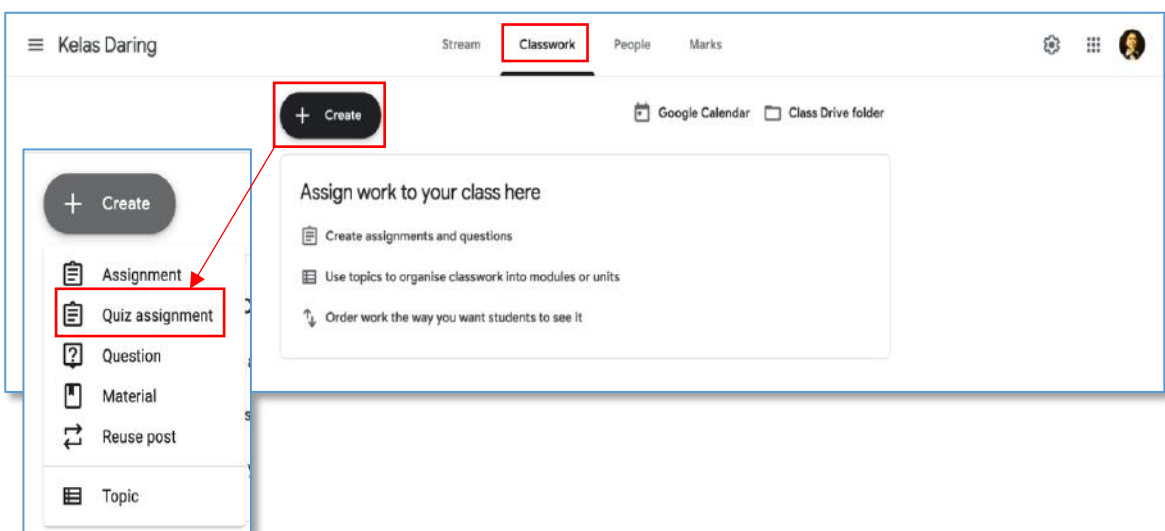 Kelas Daring
Stream Classwork People Marks
Create
Google Calendar Class Drive folder
Assign work to your class here
Create assignments and questions
Use topics to organise classwork into modules or units
Order work the way you want students to see it
Create
Assignment
Quiz assignment
Question
Material
Reuse post
Topic